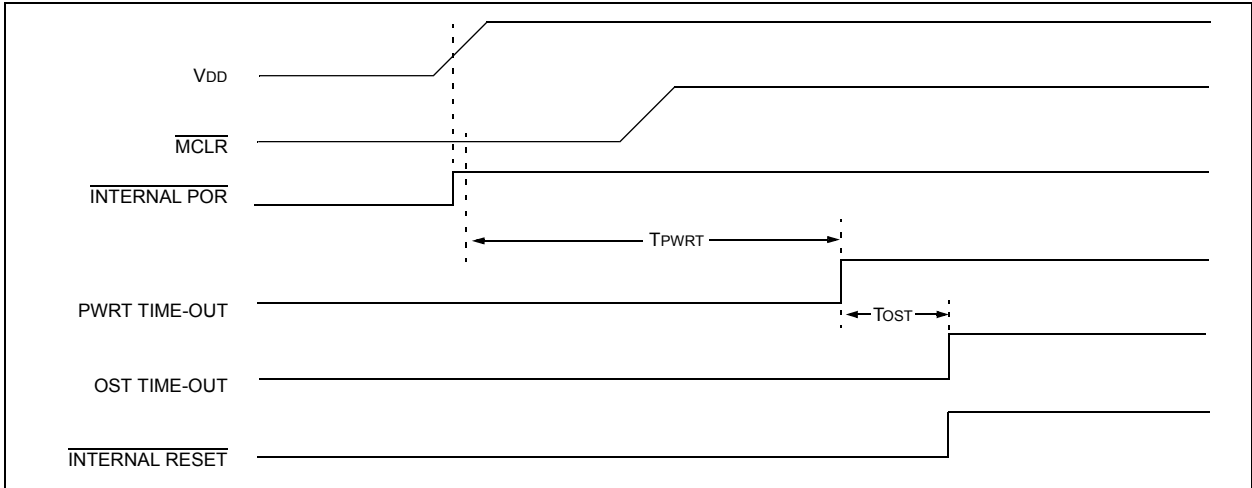 VDD
MCLR
INTERNAL POR
TPWRT
PWRT TIME-OUT
TOST
OST TIME-OUT
INTERNAL RESET